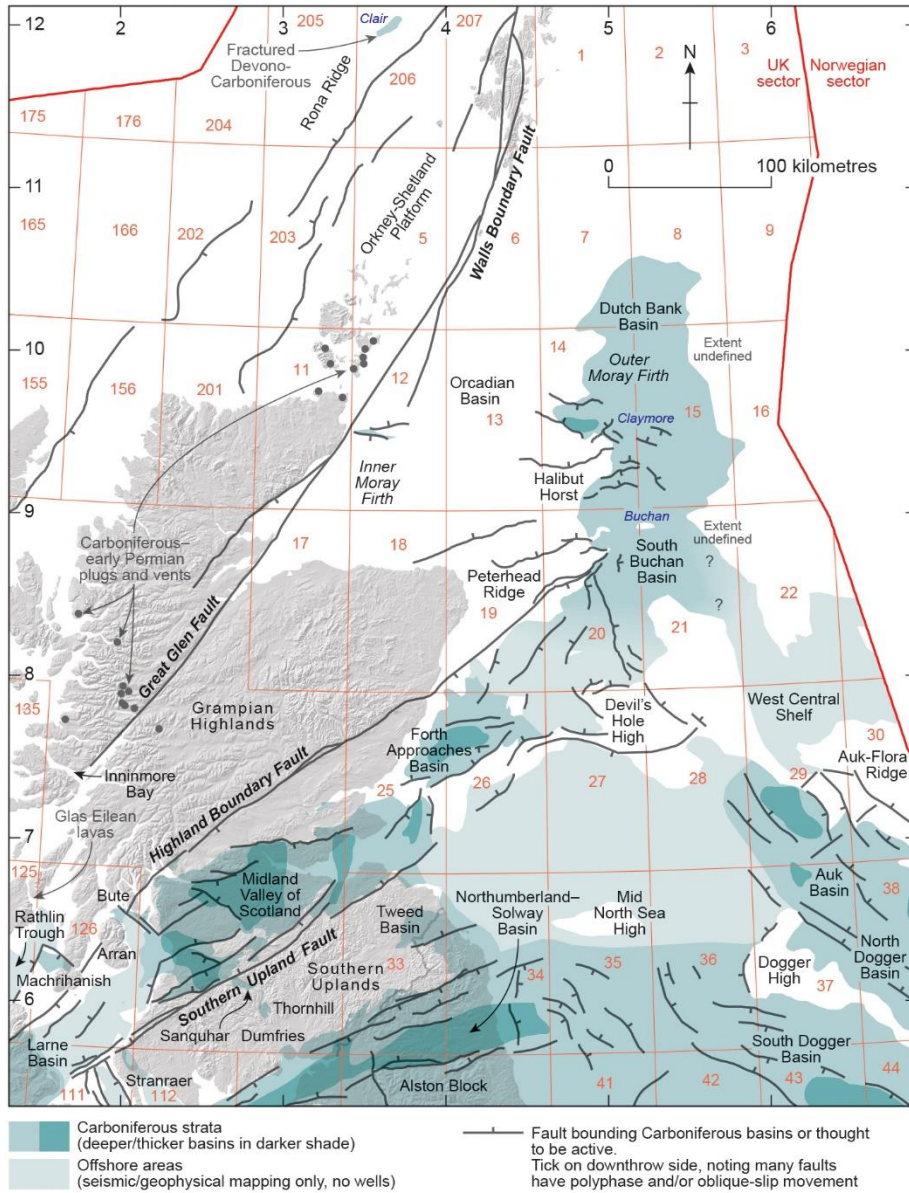 12
2
205
Clair
3
4
207
5
6
1
2
3
N
UK
sector
Norwegian
sector
Fractured
Devono-
Carboniferous
206
Rona Ridge
175
176
204
0
100 kilometres
11
Walls Boundary Fault
Orkney-Shetland
Platform
165
166
202
203
5
6
7
8
9
Dutch Bank
Basin
10
14
Extent
undefined
Outer
Moray Firth
11
12
Orcadian
Basin
155
156
201
13
Claymore
15
16
Inner
Moray Firth
Halibut
Horst
9
Buchan
Extent
undefined
17
18
Carboniferous–
early Permian
plugs and vents
South
Buchan
Basin
?
Peterhead
Ridge
19
22
?
20
21
Great Glen Fault
8
135
Grampian
Highlands
West Central
Shelf
Devil's
Hole
High
30
Forth
Approaches
Basin
Auk-Flora
Ridge
Inninmore
Bay
Highland Boundary Fault
25
26
27
28
29
Glas Eilean
lavas
7
125
Bute
Midland
Valley of
Scotland
Northumberland–
Solway
Basin
Mid
North Sea
High
Auk
Basin
38
Rathlin
Trough
126
Tweed
Basin
Arran
33
North
Dogger
Basin
Machrihanish
Southern Upland Fault
Southern
Uplands
34
35
36
Dogger
High
37
6
Thornhill
Sanquhar
Dumfries
Larne
Basin
South Dogger
Basin
Stranraer
111
112
Alston Block
41
42
43
44
Carboniferous strata
(deeper/thicker basins in darker shade)
Offshore areas
(seismic/geophysical mapping only, no wells)
Fault bounding Carboniferous basins or thought
to be active.
Tick on downthrow side, noting many faults
have polyphase and/or oblique-slip movement